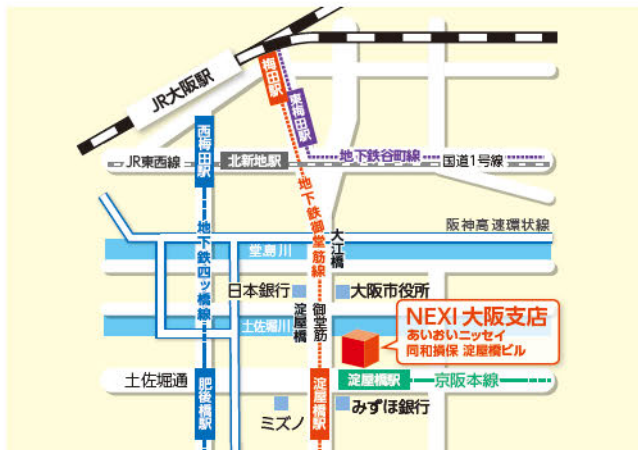 JR大阪駅
梅田駅
東梅田駅
西梅田駅
地下鉄谷町線
国道1号線
JR東西線
北新地駅
地下鉄御堂筋線
地下鉄四ッ橋線
阪神高速環状線
大江橋
堂島川
日本銀行
大阪市役所
淀屋橋
御堂筋
土佐堀川
NEXI 大阪支店
あいおいニッセイ
同和損保 淀屋橋ビル
土佐堀通
肥後橋駅
淀屋橋駅
淀屋橋駅
京阪本線
ミズノ
みずほ銀行